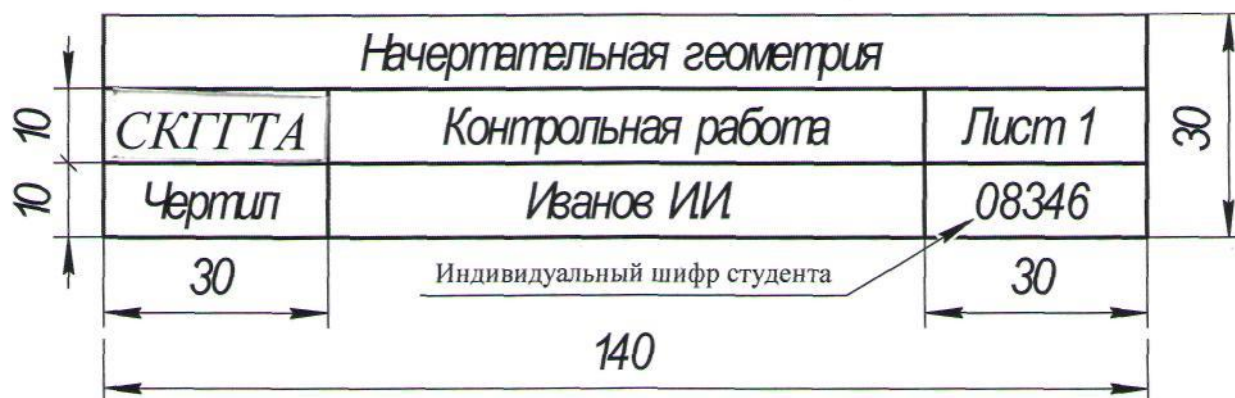 Начертательная геометрия
10 СКГГТА Контрольная работа Лист 1 30
10 Чертил Иванов И.И. 08346
30 Индивидуальный шифр студента 30
140